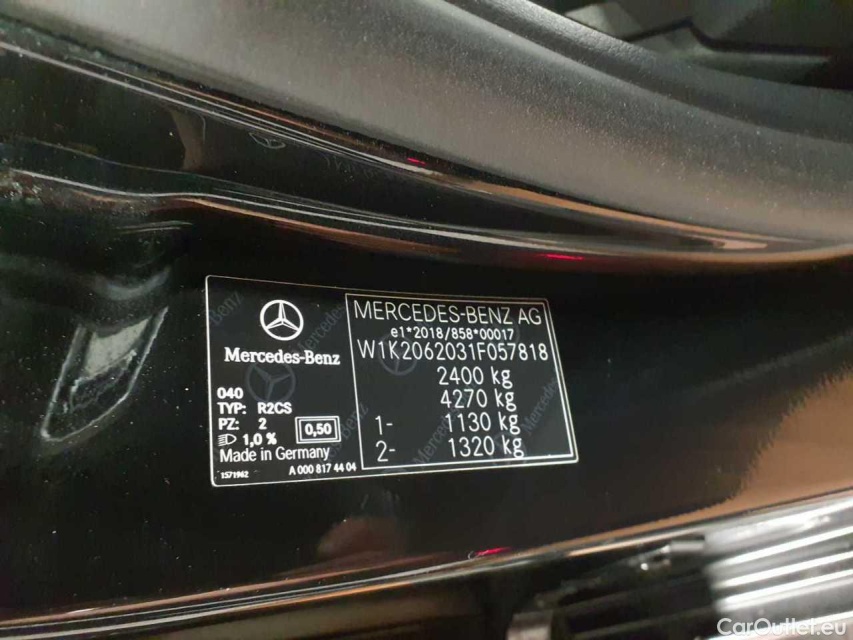 Mercedes-Benz
040
TYP: R2CS
PZ: 2
0,50
1,0 %
Made in Germany
1571962
A 000 817 44 04
MERCEDES-BENZ AG
e1*2018/858*00017
W1K2062031F057818
2400 kg
4270 kg
1- 1130 kg
2- 1320 kg
CarOutlet.eu